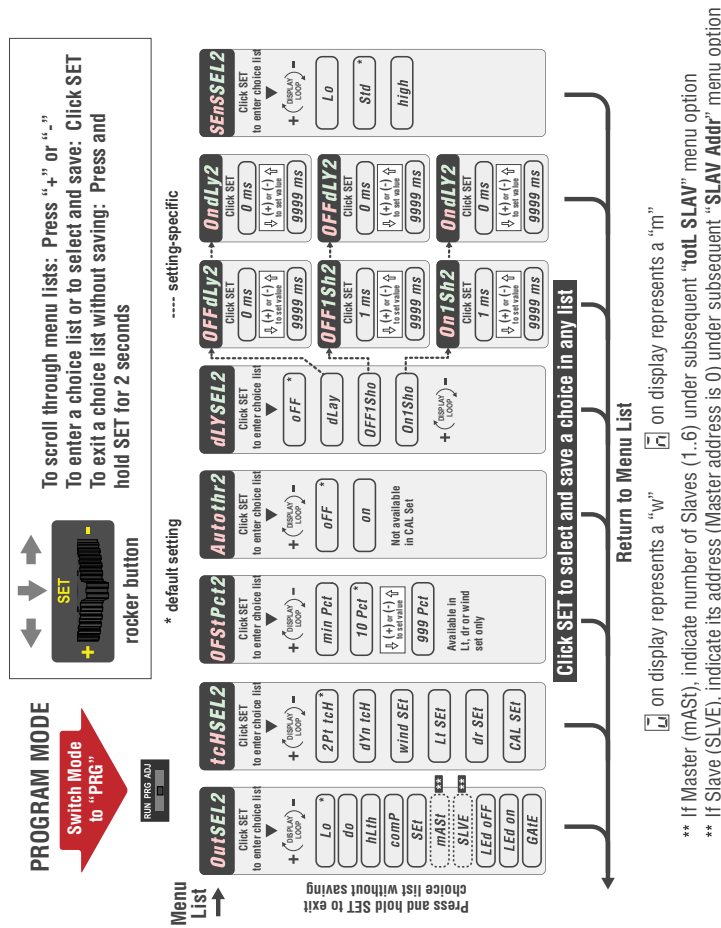 PROGRAM MODE
Switch Mode
to “PRG”
RUN PRG ADJ
+
SET
-
rocker button
To scroll through menu lists: Press “+” or “-”
To enter a choice list or to select and save: Click SET
To exit a choice list without saving: Press and
hold SET for 2 seconds
* default setting
---- setting-specific
Menu
List
Press and hold SET to exit
choice list without saving
OutSEL2
Click SET
to enter choice list
+ (DISPLAY LOOP) -
Lo *
do
hLth
comP
SEt
mASt **
SLVE **
LEd oFF
LEd on
GAtE
tcHSEL2
Click SET
to enter choice list
+ (DISPLAY LOOP) -
2Pt tcH *
dYn tcH
wind SEt
Lt SEt
dr SEt
CAL SEt
OFStPct2
Click SET
to enter choice list
+ (DISPLAY LOOP) -
min Pct
10 Pct *
(+) or (-)
to set value
999 Pct
Available in
Lt, dr or wind
set only
Autothr2
Click SET
to enter choice list
+ (DISPLAY LOOP) -
oFF *
on
Not available
in CAL Set
dLYSEL2
Click SET
to enter choice list
oFF *
dLay
OFF1Sho
On1Sho
+ (DISPLAY LOOP) -
OFFdLy2
Click SET
0 ms
(+) or (-)
to set value
9999 ms
OndLy2
Click SET
0 ms
(+) or (-)
to set value
9999 ms
OFF1Sh2
Click SET
1 ms
(+) or (-)
to set value
9999 ms
OFFdLY2
Click SET
0 ms
(+) or (-)
to set value
9999 ms
On1Sh2
Click SET
1 ms
(+) or (-)
to set value
9999 ms
OndLY2
Click SET
0 ms
(+) or (-)
to set value
9999 ms
SEnSSEL2
Click SET
to enter choice list
+ (DISPLAY LOOP) -
Lo
Std *
high
Click SET to select and save a choice in any list
Return to Menu List
on display represents a “w”
on display represents a “m”
** If Master (mASt), indicate number of Slaves (1..6) under subsequent “totL SLAV” menu option
** If Slave (SLVE), indicate its address (Master address is 0) under subsequent “SLAV Addr” menu option